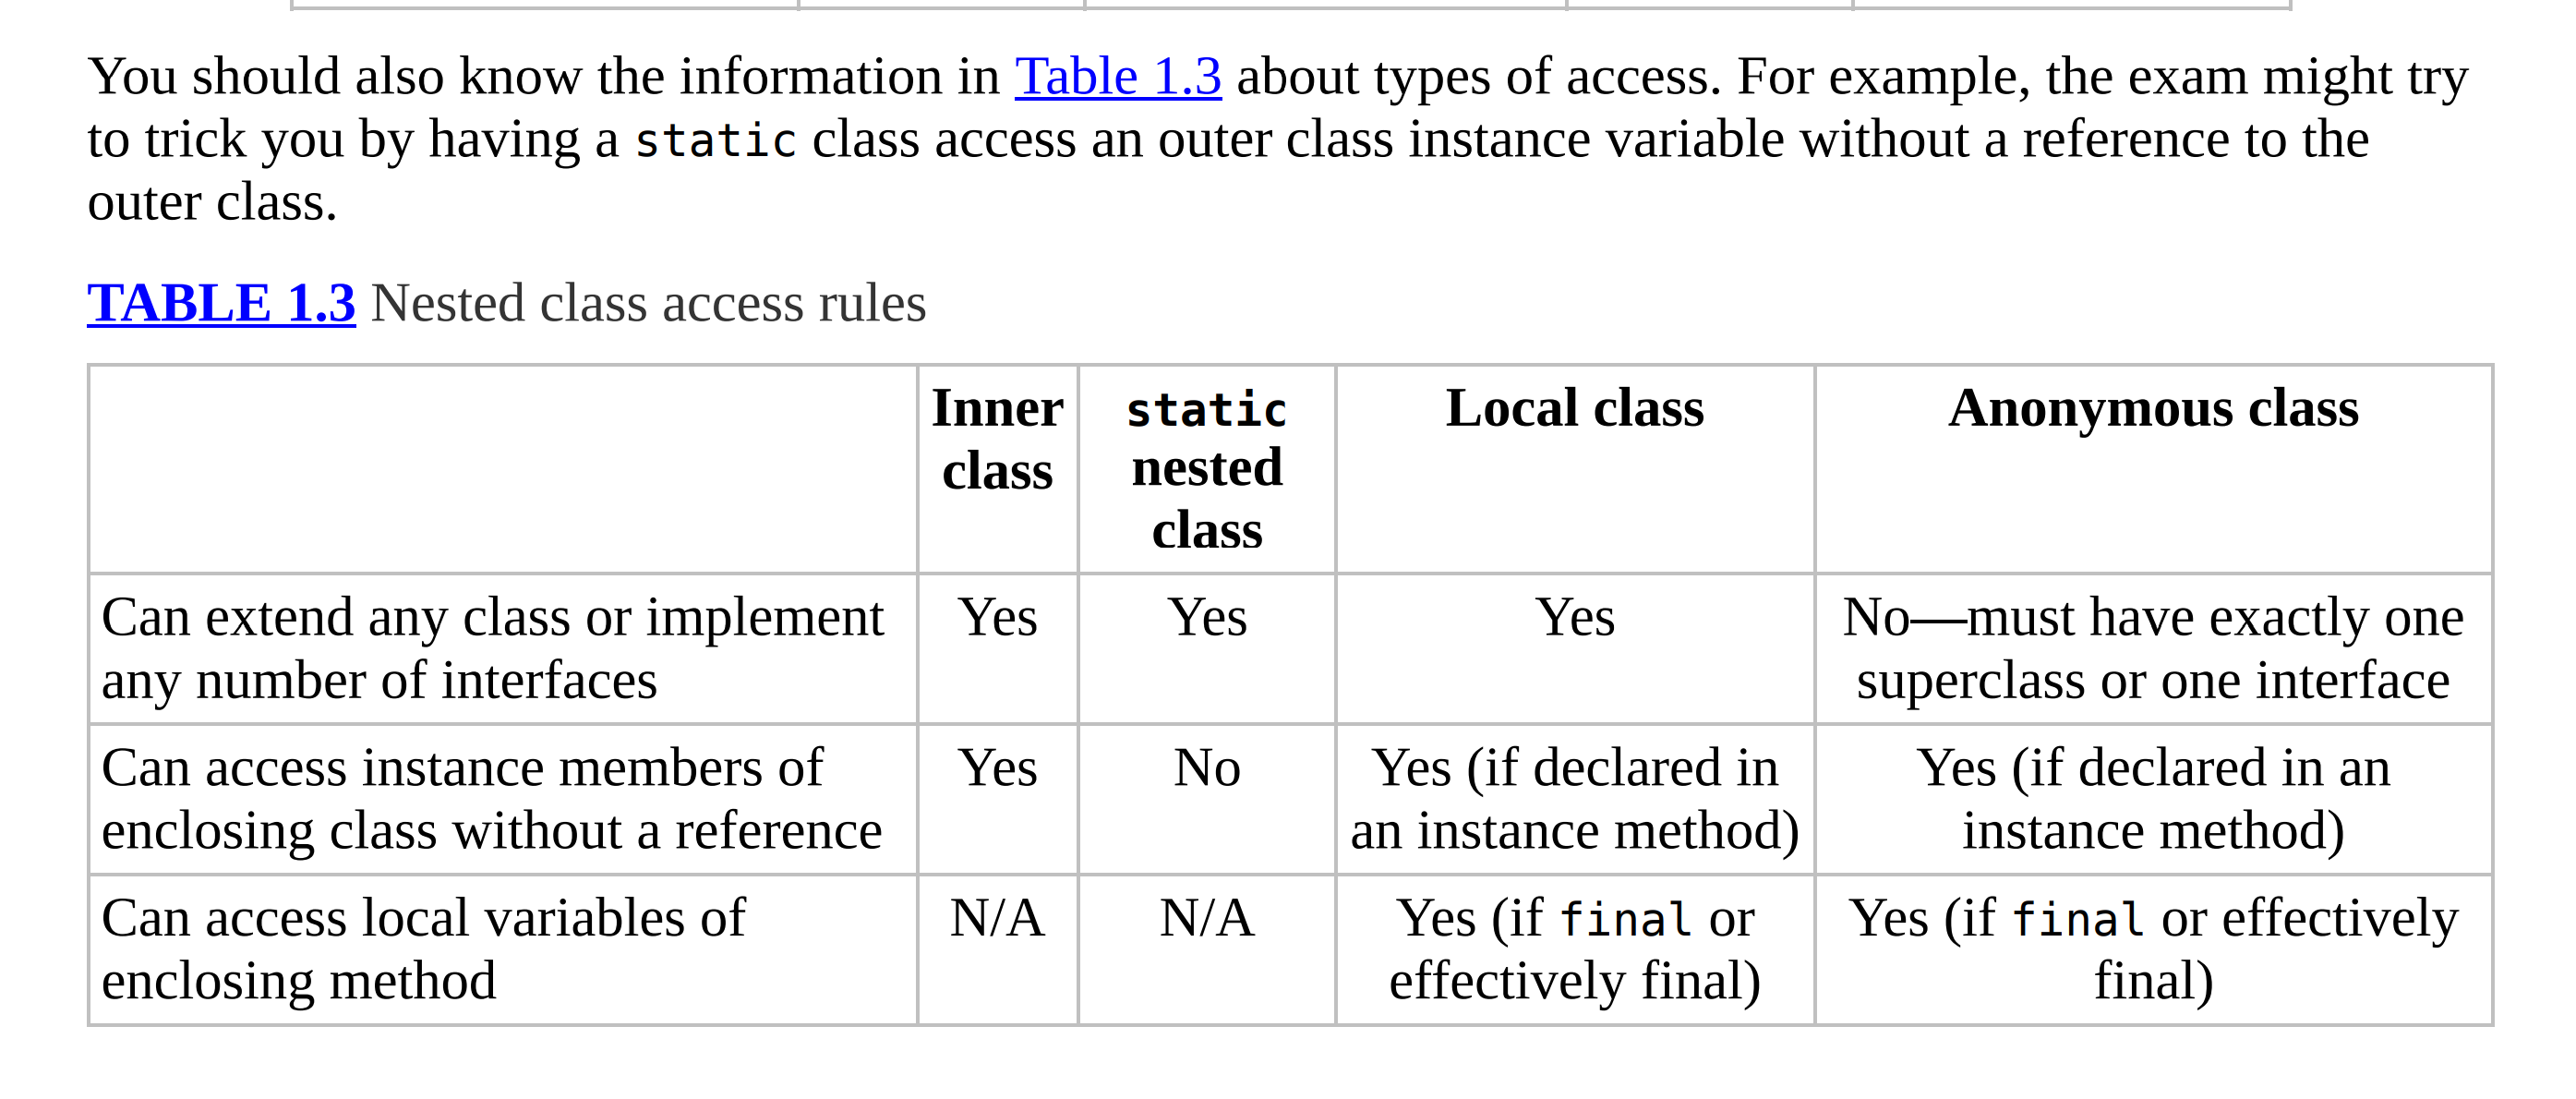 You should also know the information in Table 1.3 about types of access. For example, the exam might try
to trick you by having a static class access an outer class instance variable without a reference to the
outer class.
TABLE 1.3 Nested class access rules
Inner
class
static
nested
class
Local class
Anonymous class
Can extend any class or implement
any number of interfaces
Yes
Yes
Yes
No—must have exactly one
superclass or one interface
Can access instance members of
enclosing class without a reference
Yes
No
Yes (if declared in
an instance method)
Yes (if declared in an
instance method)
Can access local variables of
enclosing method
N/A
N/A
Yes (if final or
effectively final)
Yes (if final or effectively
final)